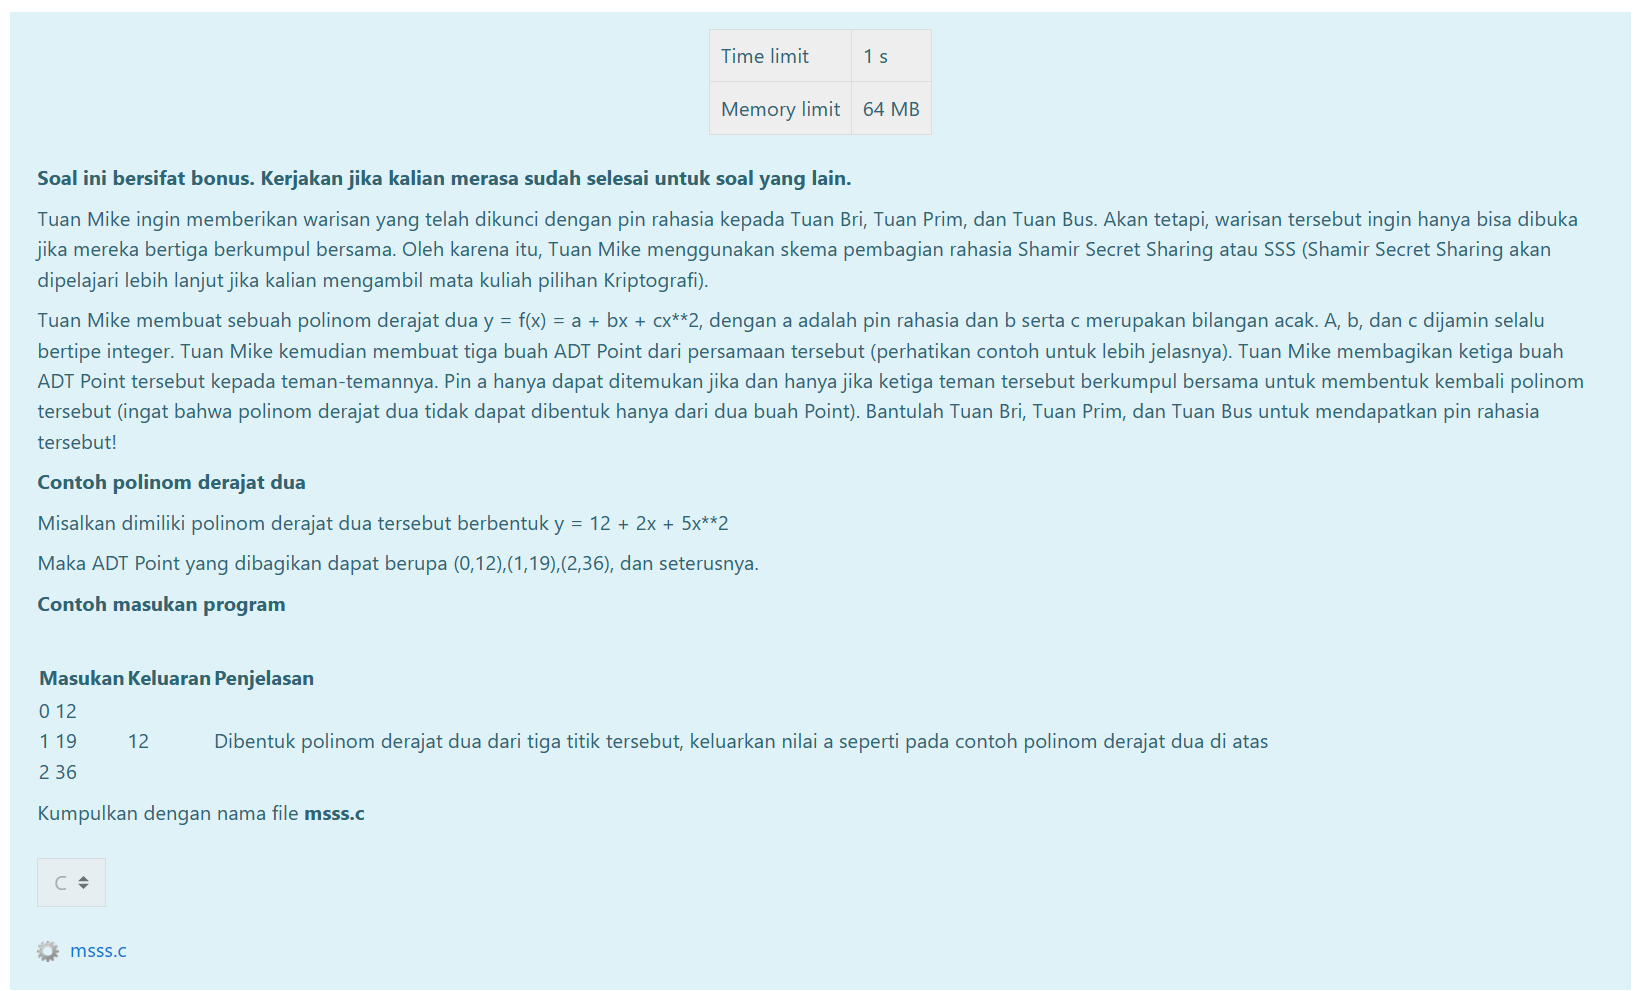 Time limit 1 s
Memory limit 64 MB
Soal ini bersifat bonus. Kerjakan jika kalian merasa sudah selesai untuk soal yang lain.
Tuan Mike ingin memberikan warisan yang telah dikunci dengan pin rahasia kepada Tuan Bri, Tuan Prim, dan Tuan Bus. Akan tetapi, warisan tersebut ingin hanya bisa dibuka
jika mereka bertiga berkumpul bersama. Oleh karena itu, Tuan Mike menggunakan skema pembagian rahasia Shamir Secret Sharing atau SSS (Shamir Secret Sharing akan
dipelajari lebih lanjut jika kalian mengambil mata kuliah pilihan Kriptografi).
Tuan Mike membuat sebuah polinom derajat dua y = f(x) = a + bx + cx**2, dengan a adalah pin rahasia dan b serta c merupakan bilangan acak. A, b, dan c dijamin selalu
bertipe integer. Tuan Mike kemudian membuat tiga buah ADT Point dari persamaan tersebut (perhatikan contoh untuk lebih jelasnya). Tuan Mike membagikan ketiga buah
ADT Point tersebut kepada teman-temannya. Pin a hanya dapat ditemukan jika dan hanya jika ketiga teman tersebut berkumpul bersama untuk membentuk kembali polinom
tersebut (ingat bahwa polinom derajat dua tidak dapat dibentuk hanya dari dua buah Point). Bantulah Tuan Bri, Tuan Prim, dan Tuan Bus untuk mendapatkan pin rahasia
tersebut!
Contoh polinom derajat dua
Misalkan dimiliki polinom derajat dua tersebut berbentuk y = 12 + 2x + 5x**2
Maka ADT Point yang dibagikan dapat berupa (0,12),(1,19),(2,36), dan seterusnya.
Contoh masukan program
Masukan Keluaran Penjelasan
0 12
1 19 12 Dibentuk polinom derajat dua dari tiga titik tersebut, keluarkan nilai a seperti pada contoh polinom derajat dua di atas
2 36
Kumpulkan dengan nama file msss.c
C
msss.c